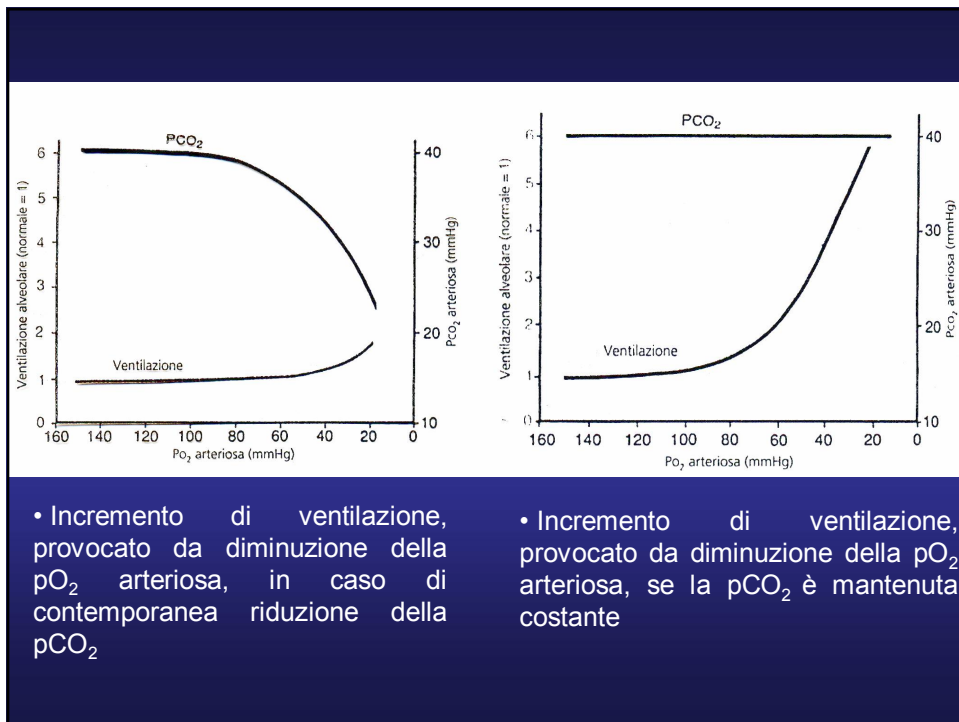 PCO₂
6
5
4
3
2
1
0
Ventilazione alveolare (normale = 1)
40
30
20
10
Pco₂ arteriosa (mmHg)
Ventilazione
160 140 120 100 80 60 40 20 0
Po₂ arteriosa (mmHg)
PCO₂
6
5
4
3
2
1
0
Ventilazione alveolare (normale = 1)
40
30
20
10
Pco₂ arteriosa (mmHg)
Ventilazione
160 140 120 100 80 60 40 20 0
Po₂ arteriosa (mmHg)
• Incremento di ventilazione,
provocato da diminuzione della
pO₂ arteriosa, in caso di
contemporanea riduzione della
pCO₂
• Incremento di ventilazione,
provocato da diminuzione della pO₂
arteriosa, se la pCO₂ è mantenuta
costante